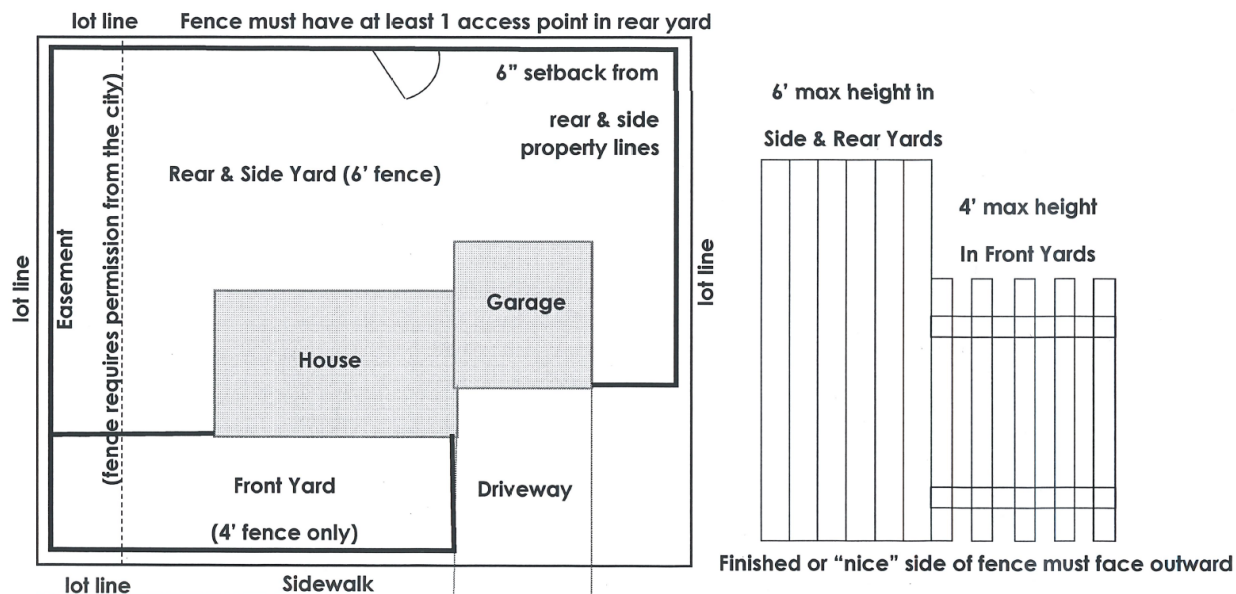 lot line
Fence must have at least 1 access point in rear yard
6” setback from
rear & side
property lines
Rear & Side Yard (6’ fence)
(fence requires permission from the city)
Easement
lot line
lot line
Garage
House
Front Yard
(4’ fence only)
Driveway
lot line
Sidewalk
6’ max height in
Side & Rear Yards
4’ max height
In Front Yards
Finished or “nice” side of fence must face outward